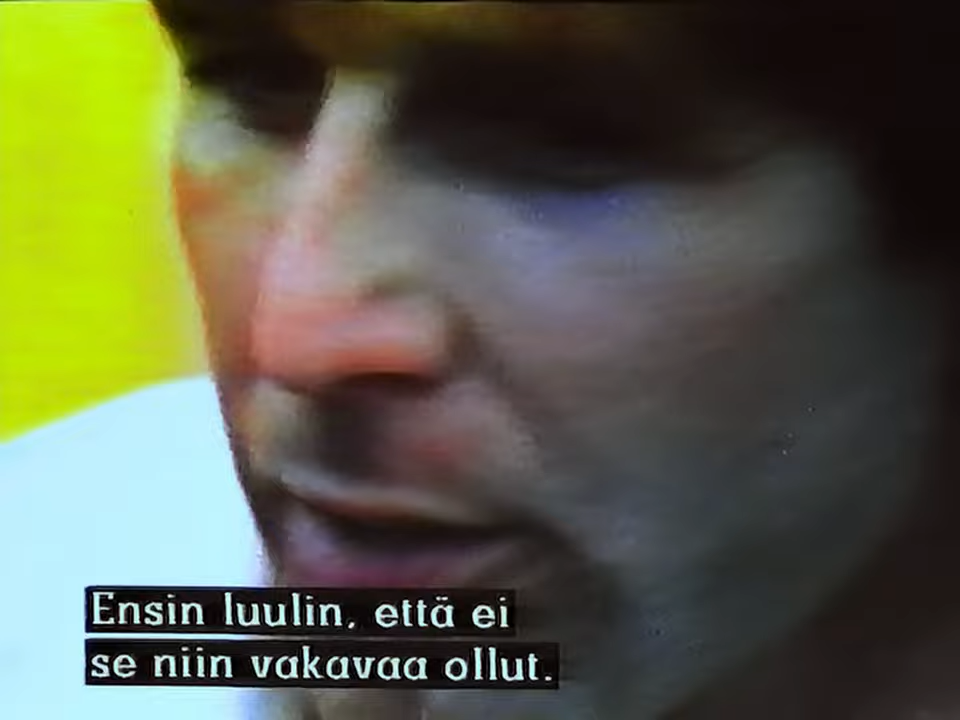 Ensin luulin, että ei
se niin vakavaa ollut.